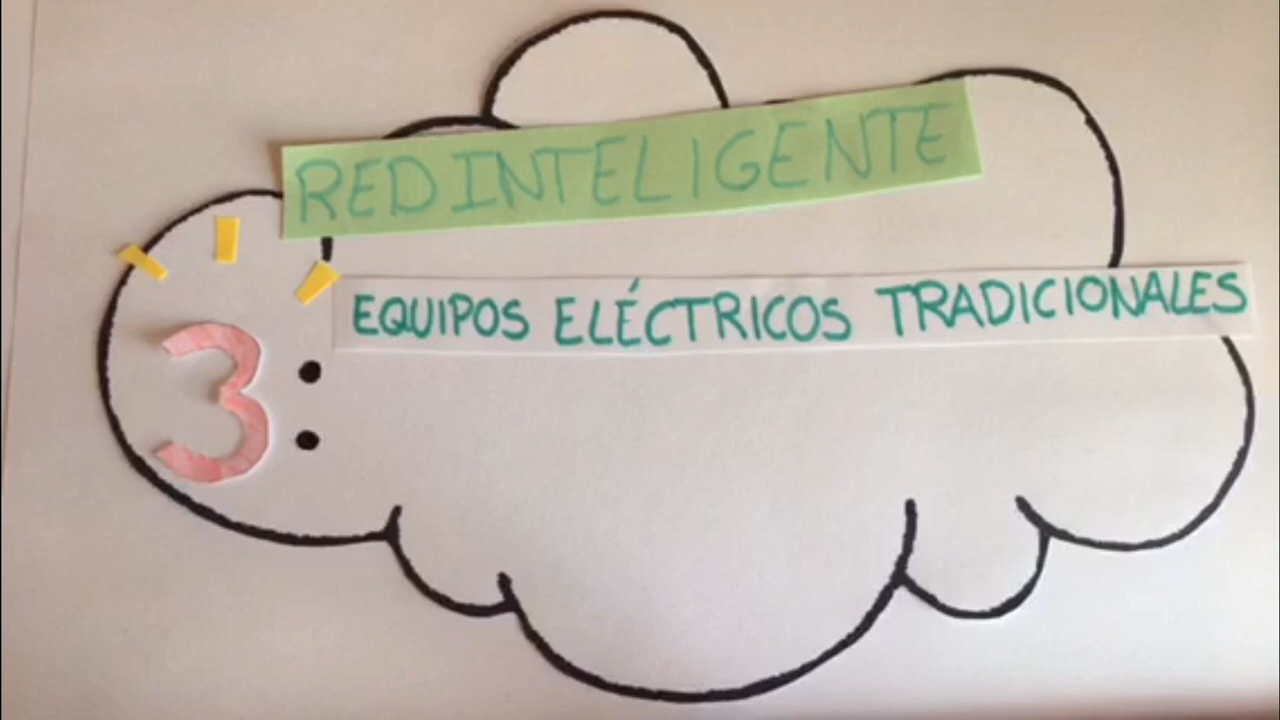 RED INTELIGENTE
EQUIPOS ELÉCTRICOS TRADICIONALES
3: